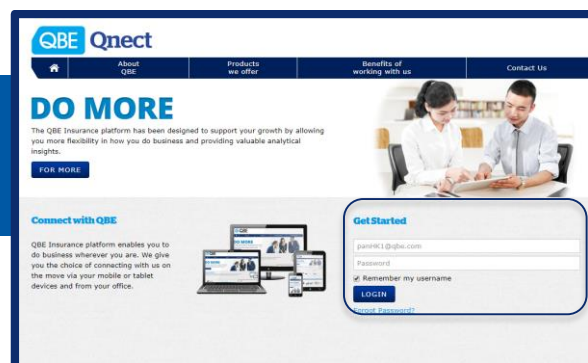 QBE Qnect
About
QBE
Products
we offer
Benefits of
working with us
Contact Us
DO MORE
The QBE Insurance platform has been designed to support your growth by allowing
you more flexibility in how you do business and providing valuable analytical
insights.
FOR MORE
Connect with QBE
QBE Insurance platform enables you to
do business wherever you are. We give
you the choice of connecting with us on
the move via your mobile or tablet
devices and from your office.
Get Started
panHK1@qbe.com
Password
Remember my username
LOGIN
Forgot Password?